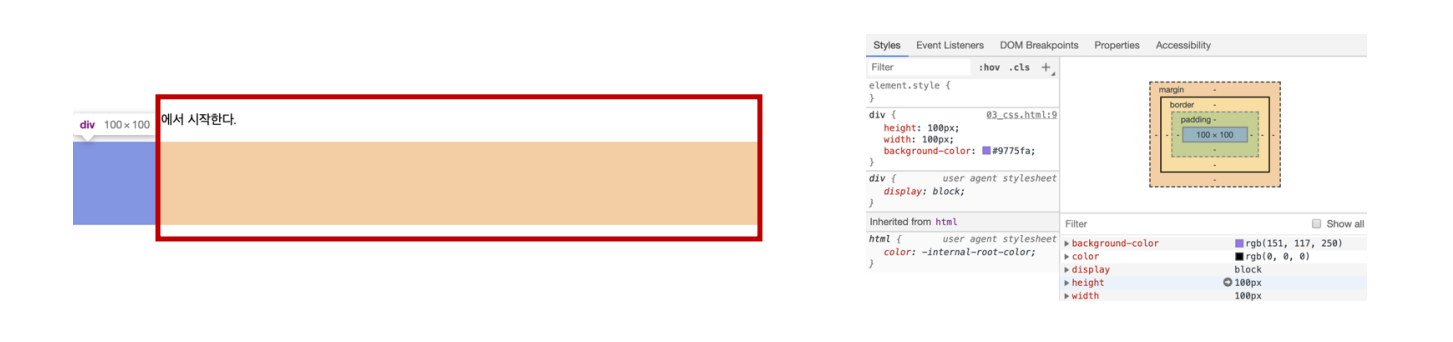 div 100 × 100
에서 시작한다.
Styles Event Listeners DOM Breakpoints Properties Accessibility
Filter :hov .cls +
element.style {
}
div { 03_css.html:9
height: 100px;
width: 100px;
background-color: #9775fa;
}
div { user agent stylesheet
display: block;
}
Inherited from html
html { user agent stylesheet
color: -internal-root-color;
}
margin -
border -
padding -
- - - 100 × 100 - - -
-
-
-
Filter Show all
background-color rgb(151, 117, 250)
color rgb(0, 0, 0)
display block
height 100px
width 100px